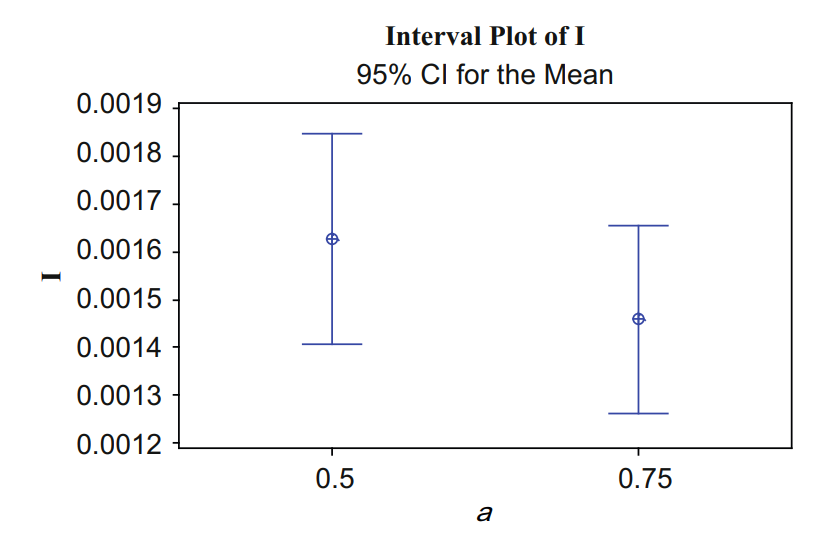 Interval Plot of I
95% CI for the Mean
0.0019
0.0018
0.0017
0.0016
0.0015
0.0014
0.0013
0.0012
I
0.5
0.75
a